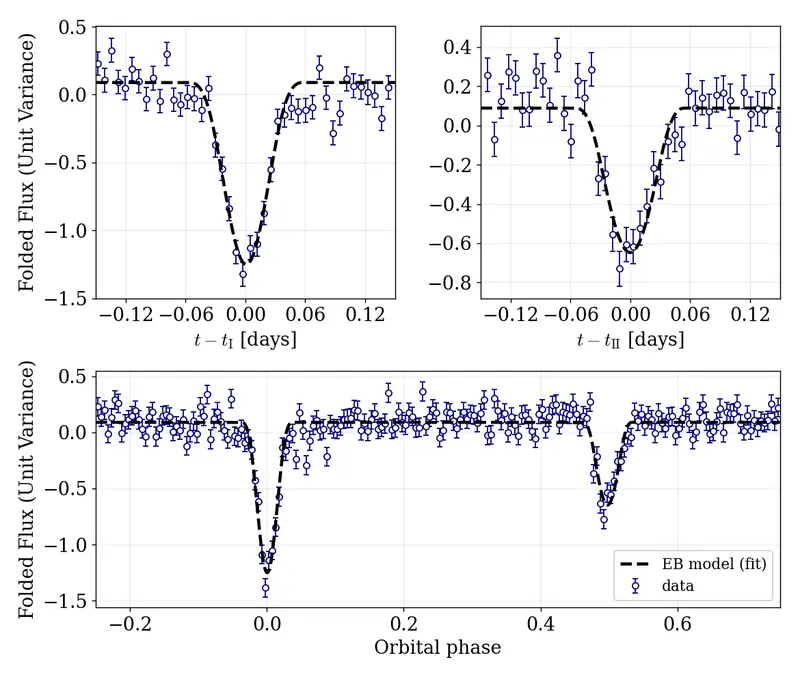 Folded Flux (Unit Variance)
0.5
0.0
−0.5
−1.0
−1.5
−0.12 −0.06 0.00 0.06 0.12
t − t_I [days]
0.4
0.2
0.0
−0.2
−0.4
−0.6
−0.8
−0.12 −0.06 0.00 0.06 0.12
t − t_II [days]
Folded Flux (Unit Variance)
0.5
0.0
−0.5
−1.0
−1.5
−0.2 0.0 0.2 0.4 0.6
Orbital phase
EB model (fit)
data